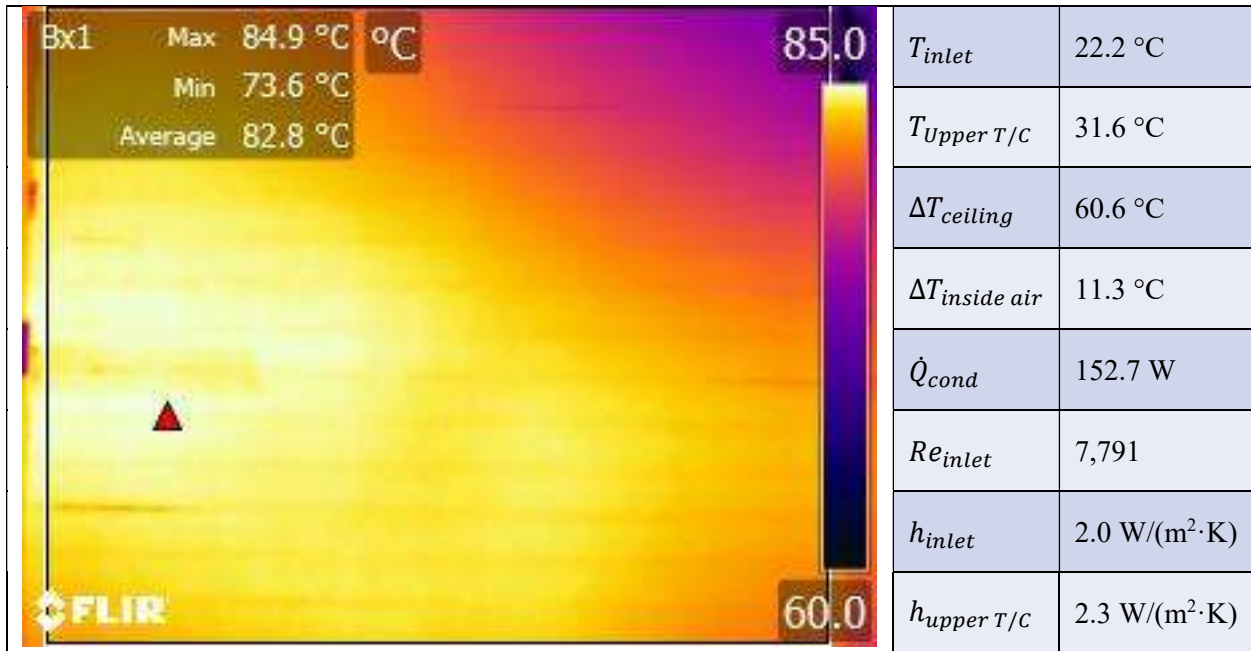 Bx1 Max 84.9 °C °C 85.0
Min 73.6 °C
Average 82.8 °C
FLIR 60.0
T_inlet 22.2 °C
T_Upper T/C 31.6 °C
ΔT_ceiling 60.6 °C
ΔT_inside air 11.3 °C
Q̇_cond 152.7 W
Re_inlet 7,791
h_inlet 2.0 W/(m²·K)
h_upper T/C 2.3 W/(m²·K)